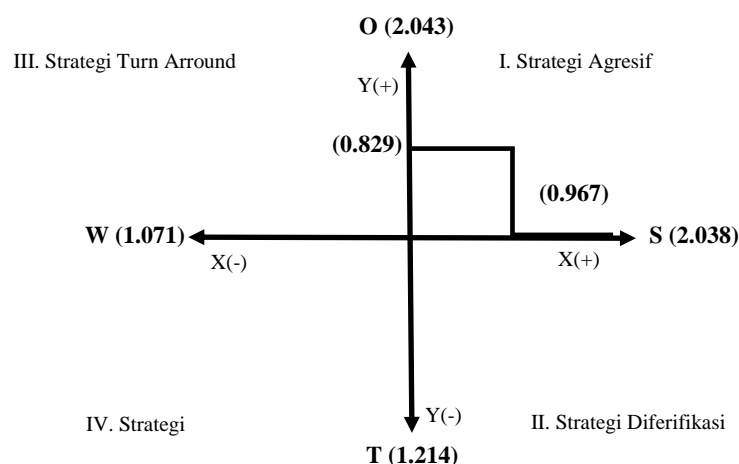 O (2.043)
III. Strategi Turn Arround
I. Strategi Agresif
Y(+)
(0.829)
(0.967)
W (1.071)
S (2.038)
X(-)
X(+)
IV. Strategi
Y(-)
II. Strategi Diferifikasi
T (1.214)